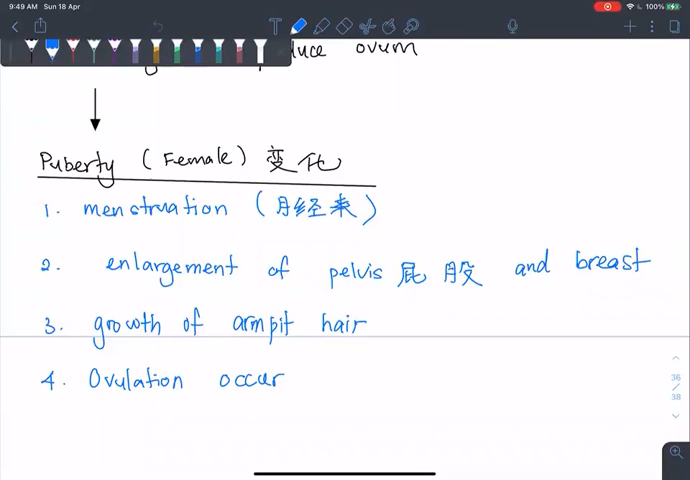 9:49 AM Sun 18 Apr
100%
duce ovum
Puberty (Female) 变化
1. menstruation (月经来)
2. enlargement of pelvis 屁股 and breast
3. growth of armpit hair
4. Ovulation occur
36
/
38